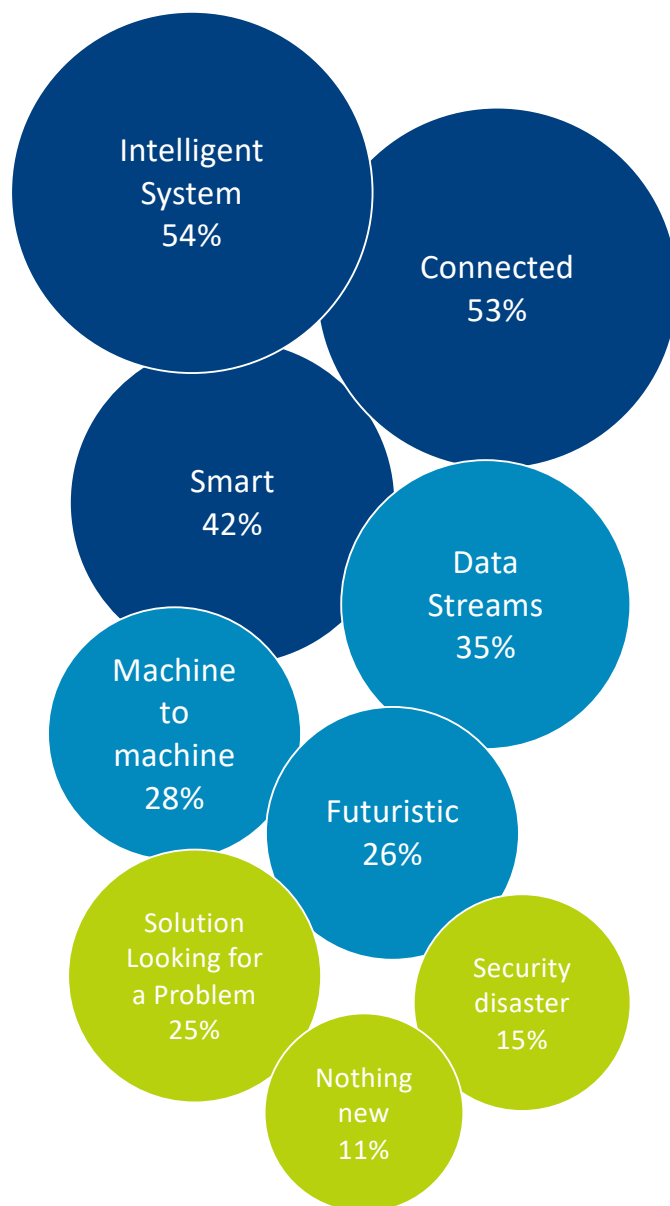 Intelligent
System
54%
Connected
53%
Smart
42%
Data
Streams
35%
Machine
to
machine
28%
Futuristic
26%
Solution
Looking for
a Problem
25%
Security
disaster
15%
Nothing
new
11%